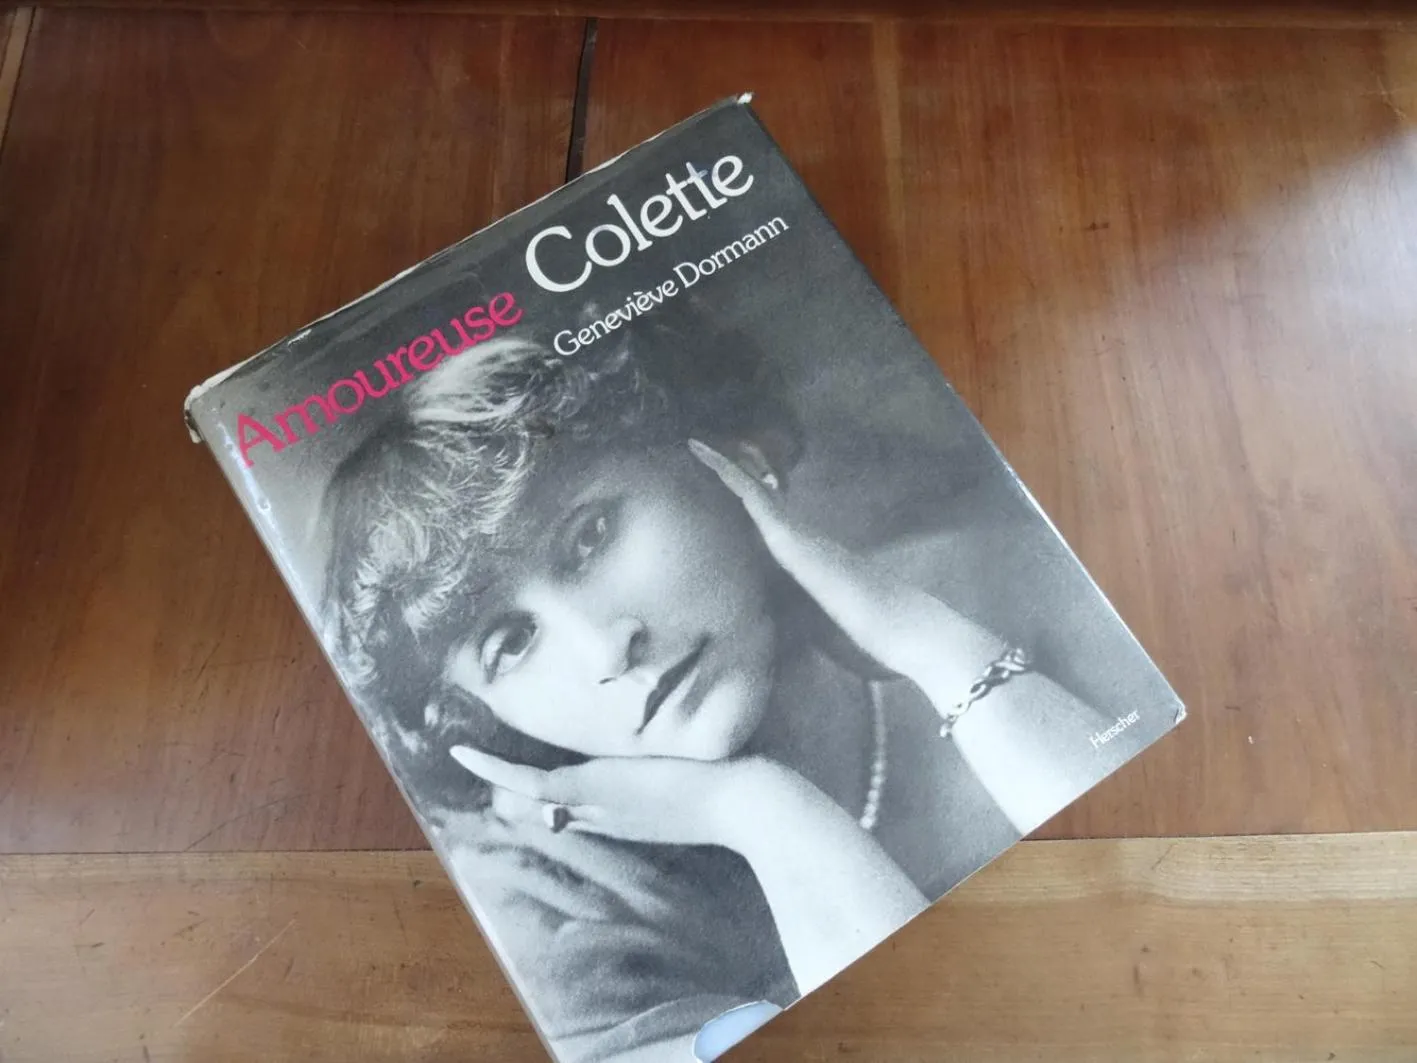 Amoureuse Colette
Geneviève Dormann
Herscher